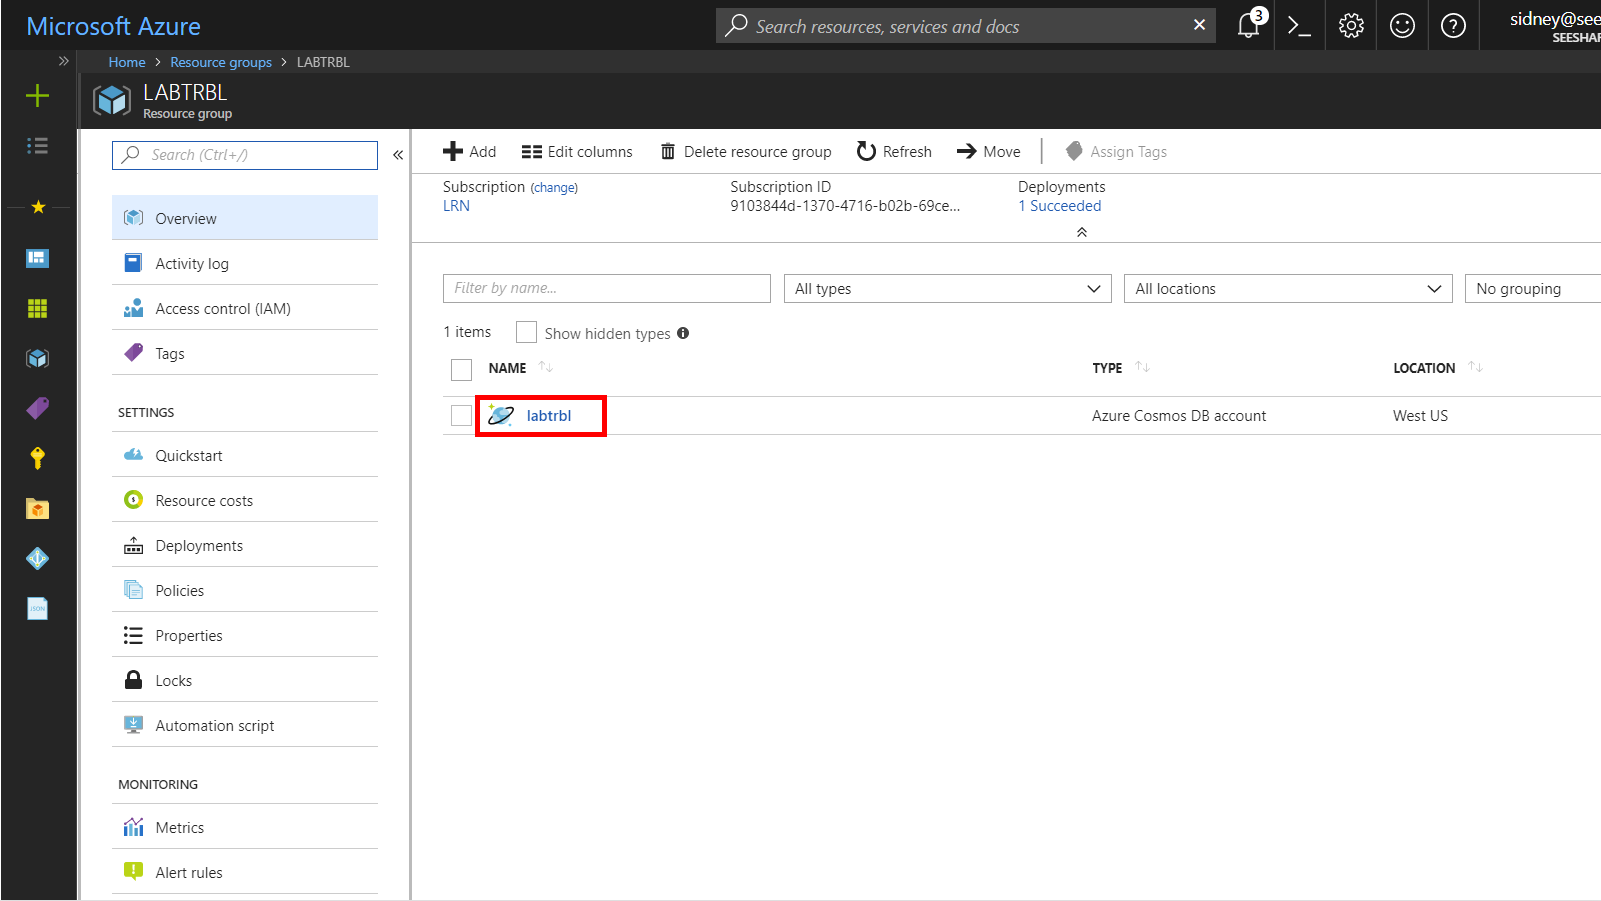 Microsoft Azure
Search resources, services and docs
3
sidney@see
SEESHAR
Home > Resource groups > LABTRBL
LABTRBL
Resource group
Search (Ctrl+/)
Overview
Activity log
Access control (IAM)
Tags
SETTINGS
Quickstart
Resource costs
Deployments
Policies
Properties
Locks
Automation script
MONITORING
Metrics
Alert rules
Add
Edit columns
Delete resource group
Refresh
Move
Assign Tags
Subscription (change)
LRN
Subscription ID
9103844d-1370-4716-b02b-69ce...
Deployments
1 Succeeded
Filter by name...
All types
All locations
No grouping
1 items
Show hidden types
NAME
TYPE
LOCATION
labtrbl
Azure Cosmos DB account
West US
JSON